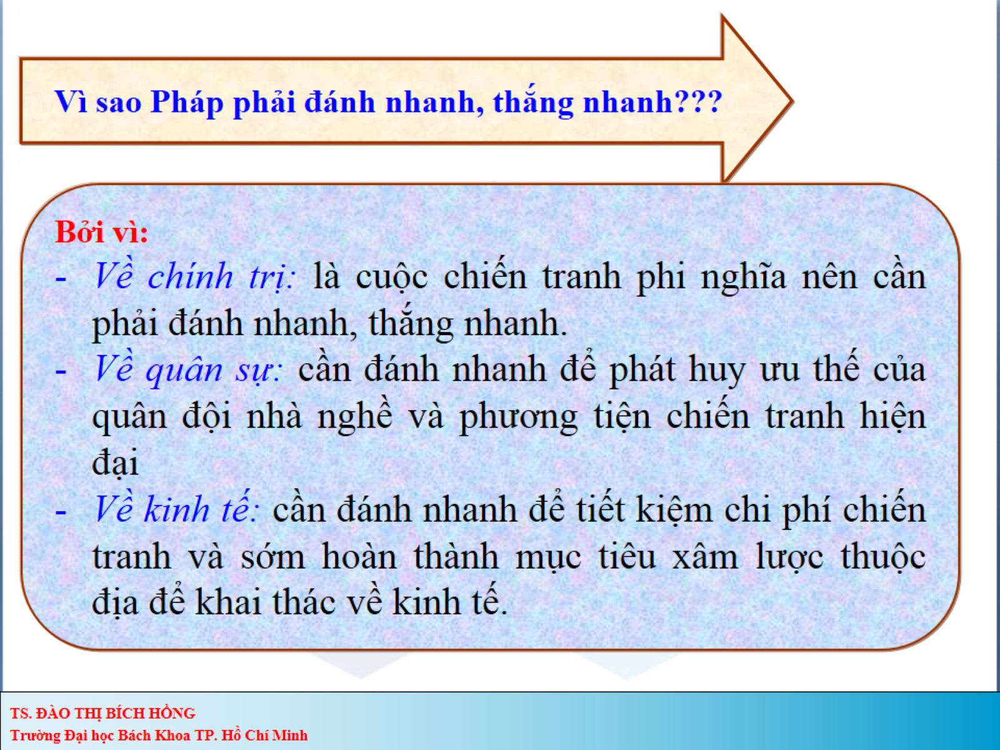 Vì sao Pháp phải đánh nhanh, thắng nhanh???
Bởi vì:
- Về chính trị: là cuộc chiến tranh phi nghĩa nên cần
phải đánh nhanh, thắng nhanh.
- Về quân sự: cần đánh nhanh để phát huy ưu thế của
quân đội nhà nghề và phương tiện chiến tranh hiện
đại
- Về kinh tế: cần đánh nhanh để tiết kiệm chi phí chiến
tranh và sớm hoàn thành mục tiêu xâm lược thuộc
địa để khai thác về kinh tế.
TS. ĐÀO THỊ BÍCH HỒNG
Trường Đại học Bách Khoa TP. Hồ Chí Minh